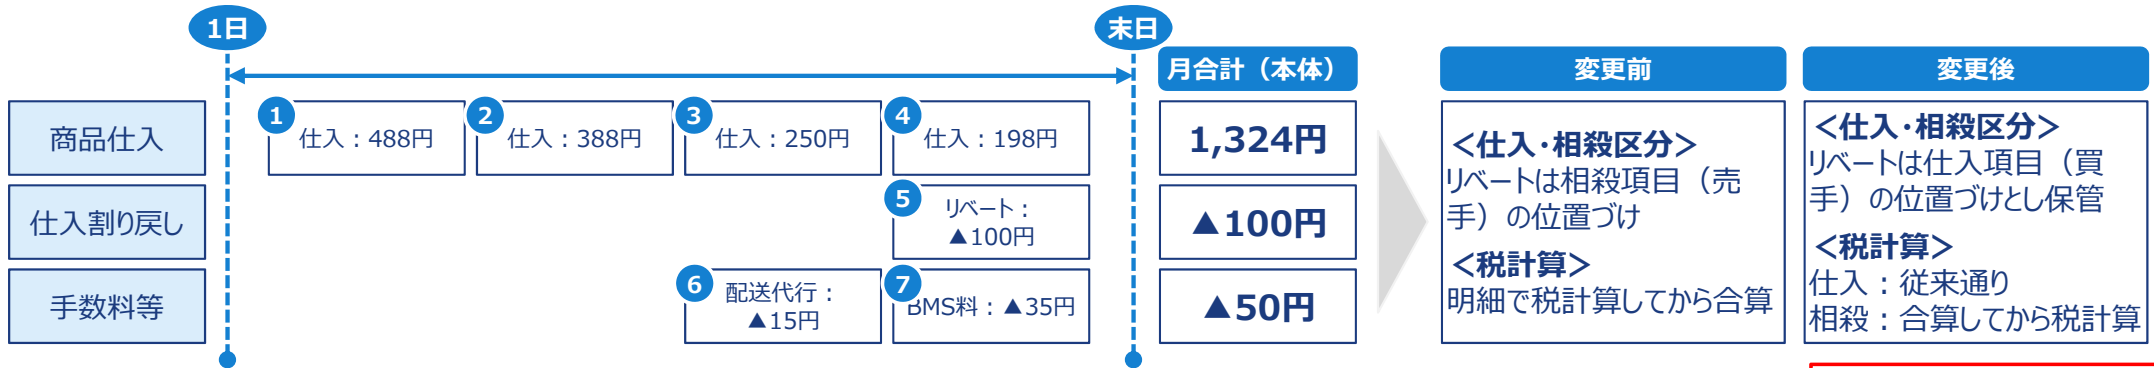 1日
末日
月合計（本体）
変更前
変更後
商品仕入
1
仕入：488円
2
仕入：388円
3
仕入：250円
4
仕入：198円
1,324円
仕入割り戻し
5
リベート：
▲100円
▲100円
手数料等
6
配送代行：
▲15円
7
BMS料：▲35円
▲50円
＜仕入・相殺区分＞
リベートは相殺項目（売
手）の位置づけ
＜税計算＞
明細で税計算してから合算
＜仕入・相殺区分＞
リベートは仕入項目（買
手）の位置づけとし保管
＜税計算＞
仕入：従来通り
相殺：合算してから税計算